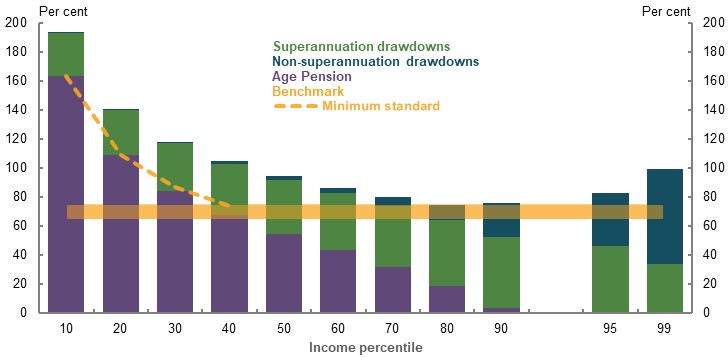 Per cent Per cent
200 200
180 180
160 160
140 140
120 120
100 100
80 80
60 60
40 40
20 20
0 0
Superannuation drawdowns
Non-superannuation drawdowns
Age Pension
Benchmark
Minimum standard
10 20 30 40 50 60 70 80 90 95 99
Income percentile